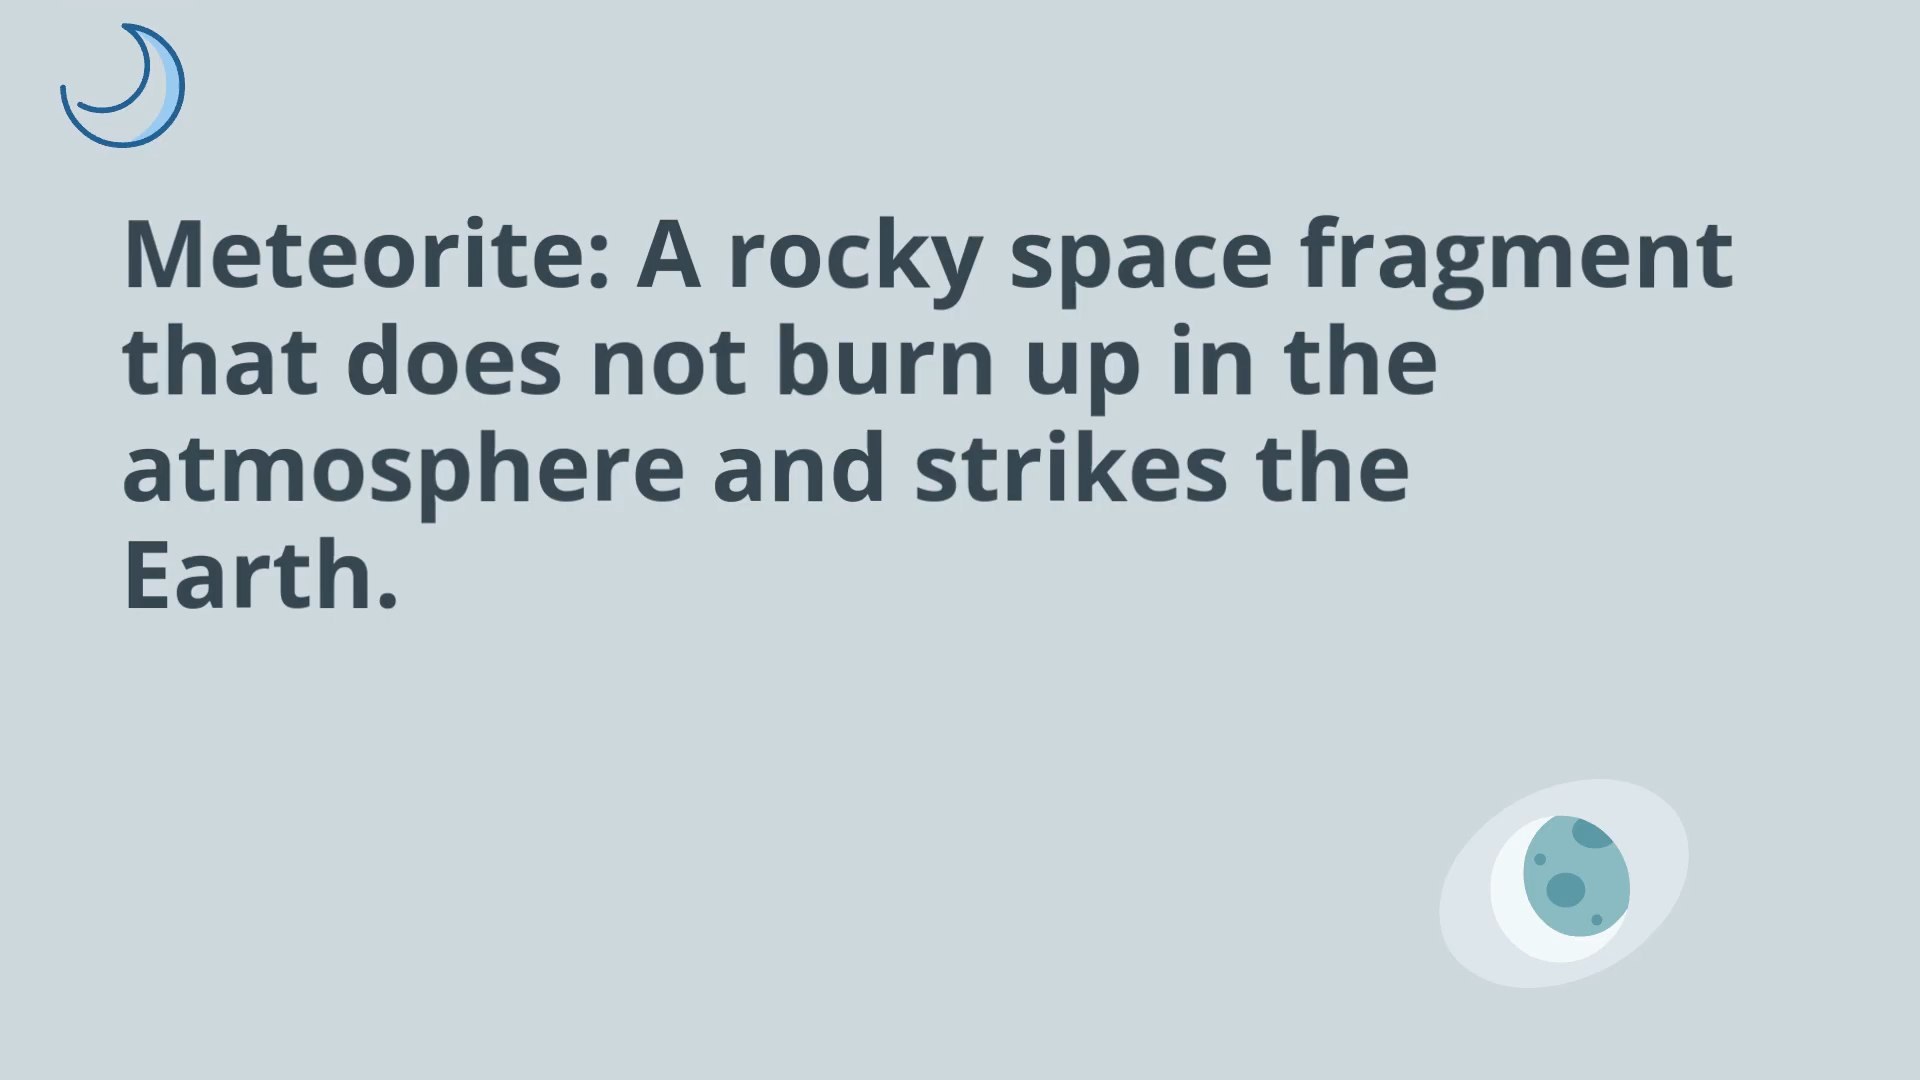 Meteorite: A rocky space fragment
that does not burn up in the
atmosphere and strikes the
Earth.